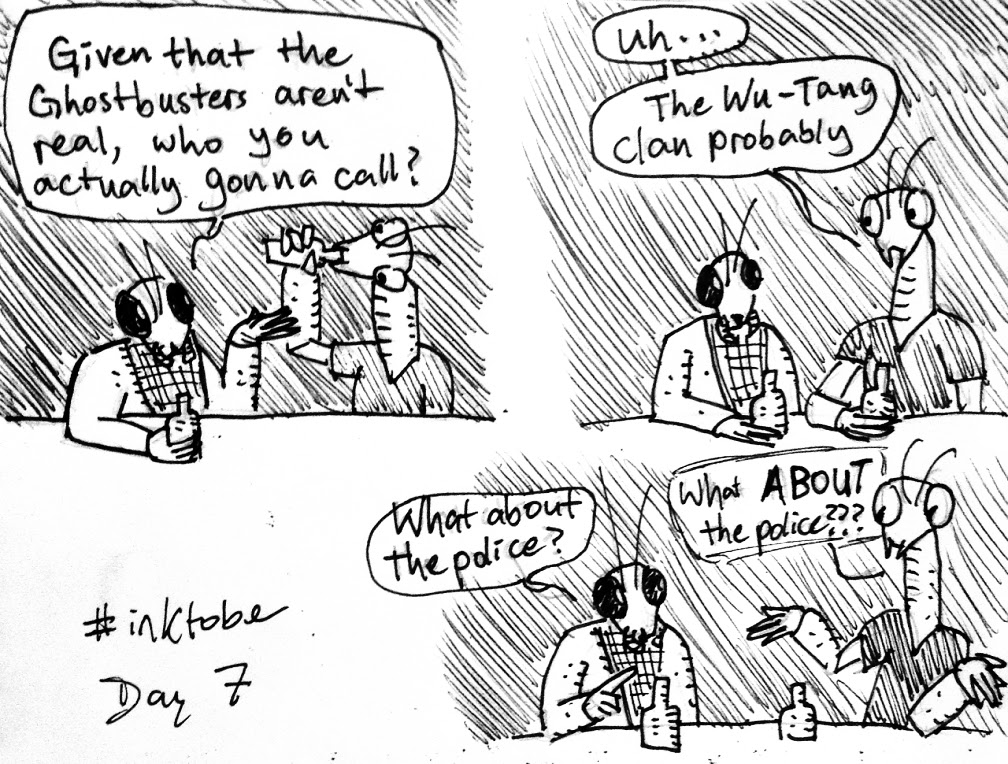 Given that the
Ghostbusters aren't
real, who you
actually gonna call?
uh...
The Wu-Tang
clan probably
What about
the police?
What ABOUT
the police???
#inktobe
Day 7